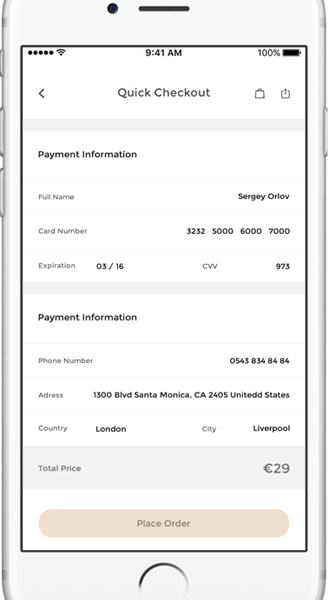 9:41 AM 100%
Quick Checkout
Payment Information
Full Name Sergey Orlov
Card Number 3232 5000 6000 7000
Expiration 03 / 16 CVV 973
Payment Information
Phone Number 0543 834 84 84
Adress 1300 Blvd Santa Monica, CA 2405 Unitedd States
Country London City Liverpool
Total Price €29
Place Order